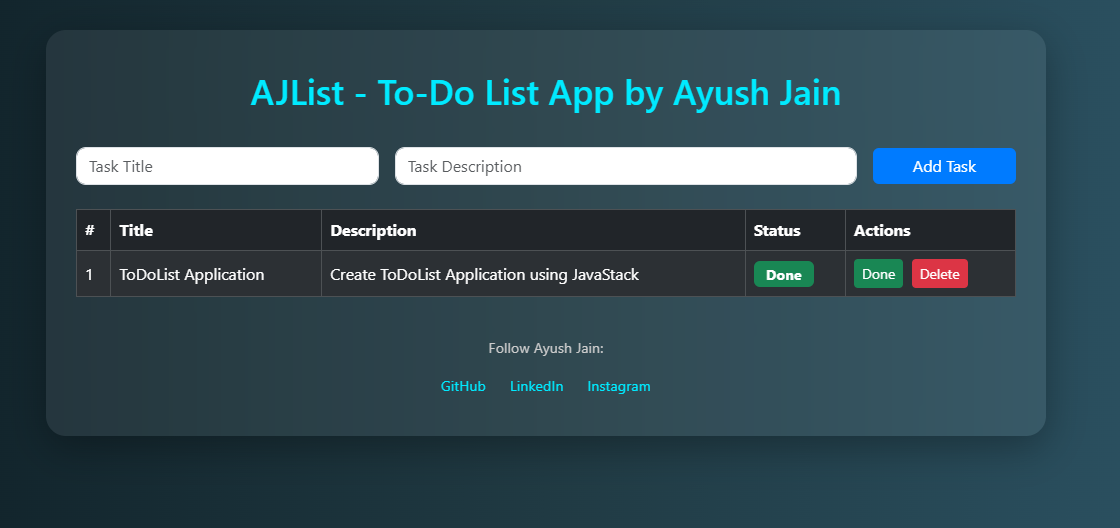 AJList - To-Do List App by Ayush Jain
Task Title Task Description Add Task
# Title Description Status Actions
1 ToDoList Application Create ToDoList Application using JavaStack Done Done Delete
Follow Ayush Jain:
GitHub LinkedIn Instagram